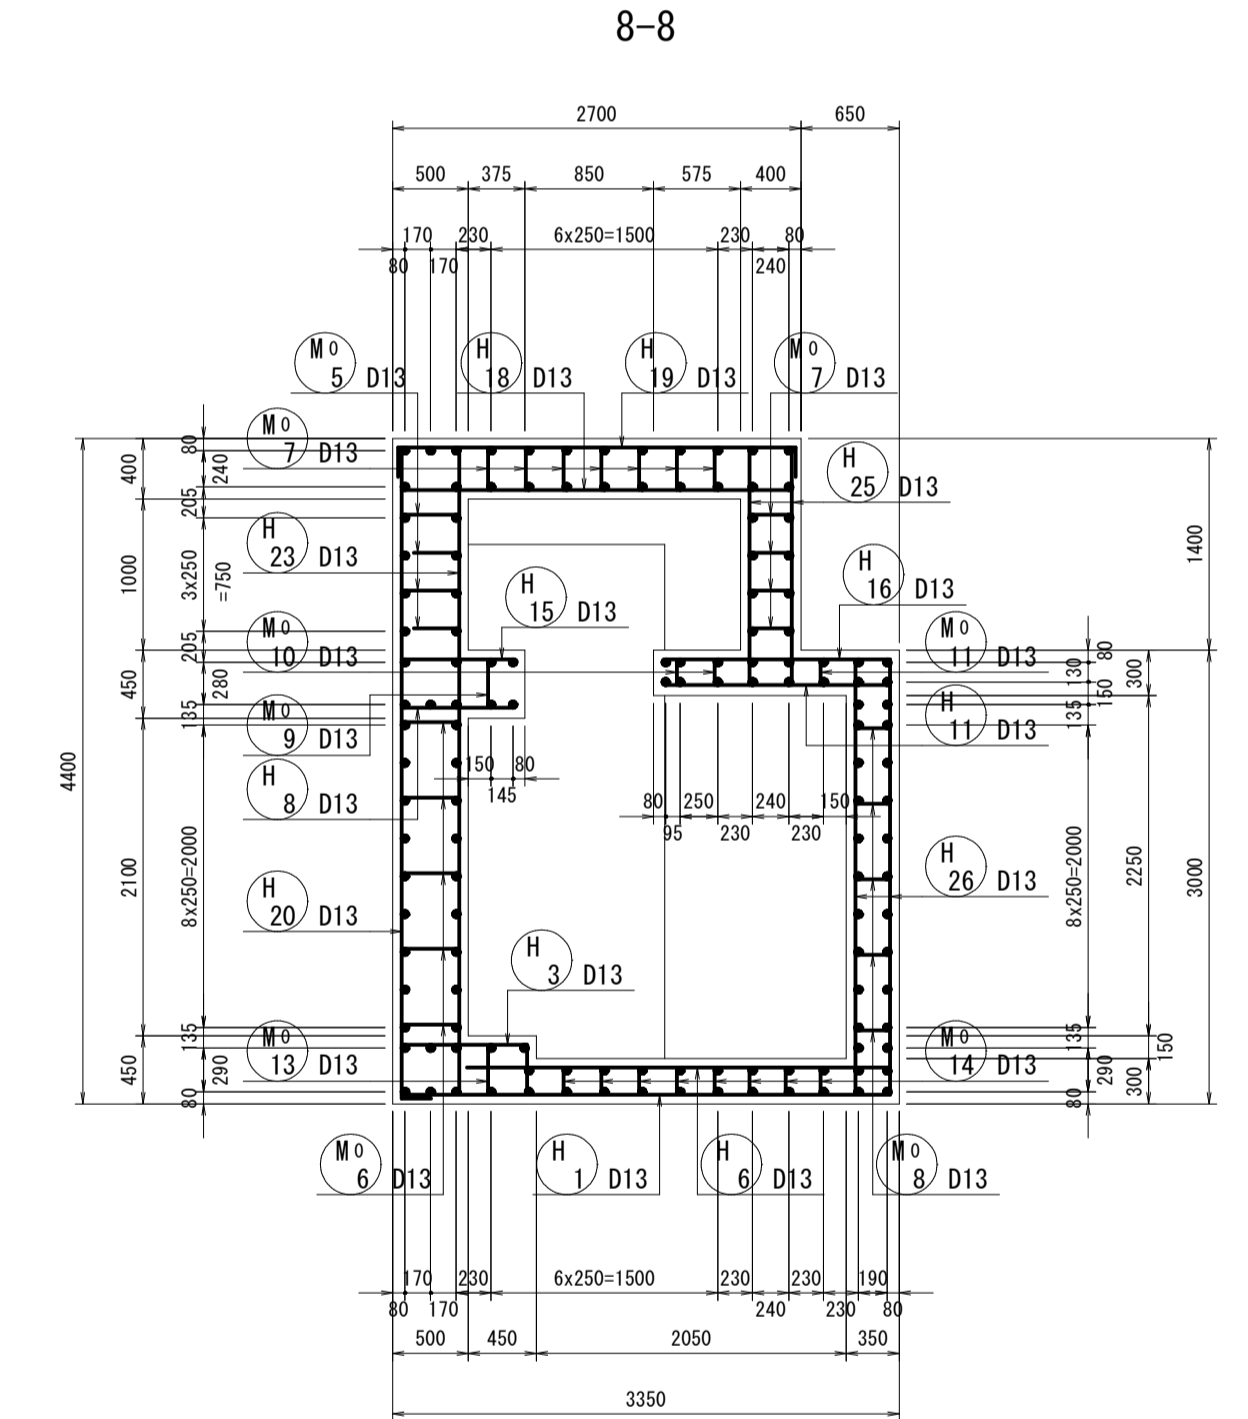 8-8
2700 650
500 375 850 575 400
170 230 6x250=1500 230 80
80 170 240
M0 5 D13
H 18 D13
H 19 D13
M0 7 D13
M0 7 D13
H 25 D13
H 23 D13
H 16 D13
H 15 D13
M0 10 D13
M0 11 D13
M0 9 D13
H 11 D13
H 8 D13
H 26 D13
H 20 D13
H 3 D13
M0 13 D13
M0 14 D13
M0 6 D13
H 1 D13
H 6 D13
M0 8 D13
4400
400
1000
450
2100
450
80
240
205
3x250
=750
205
280
135
8x250=2000
135
290
80
150 80
145
80 250 240 150
95 230 230
80
130
150
135
8x250=2000
135
290
80
300
2250
150
300
1400
3000
170 230 6x250=1500 230 230 190
80 170 240 230 80
500 450 2050 350
3350